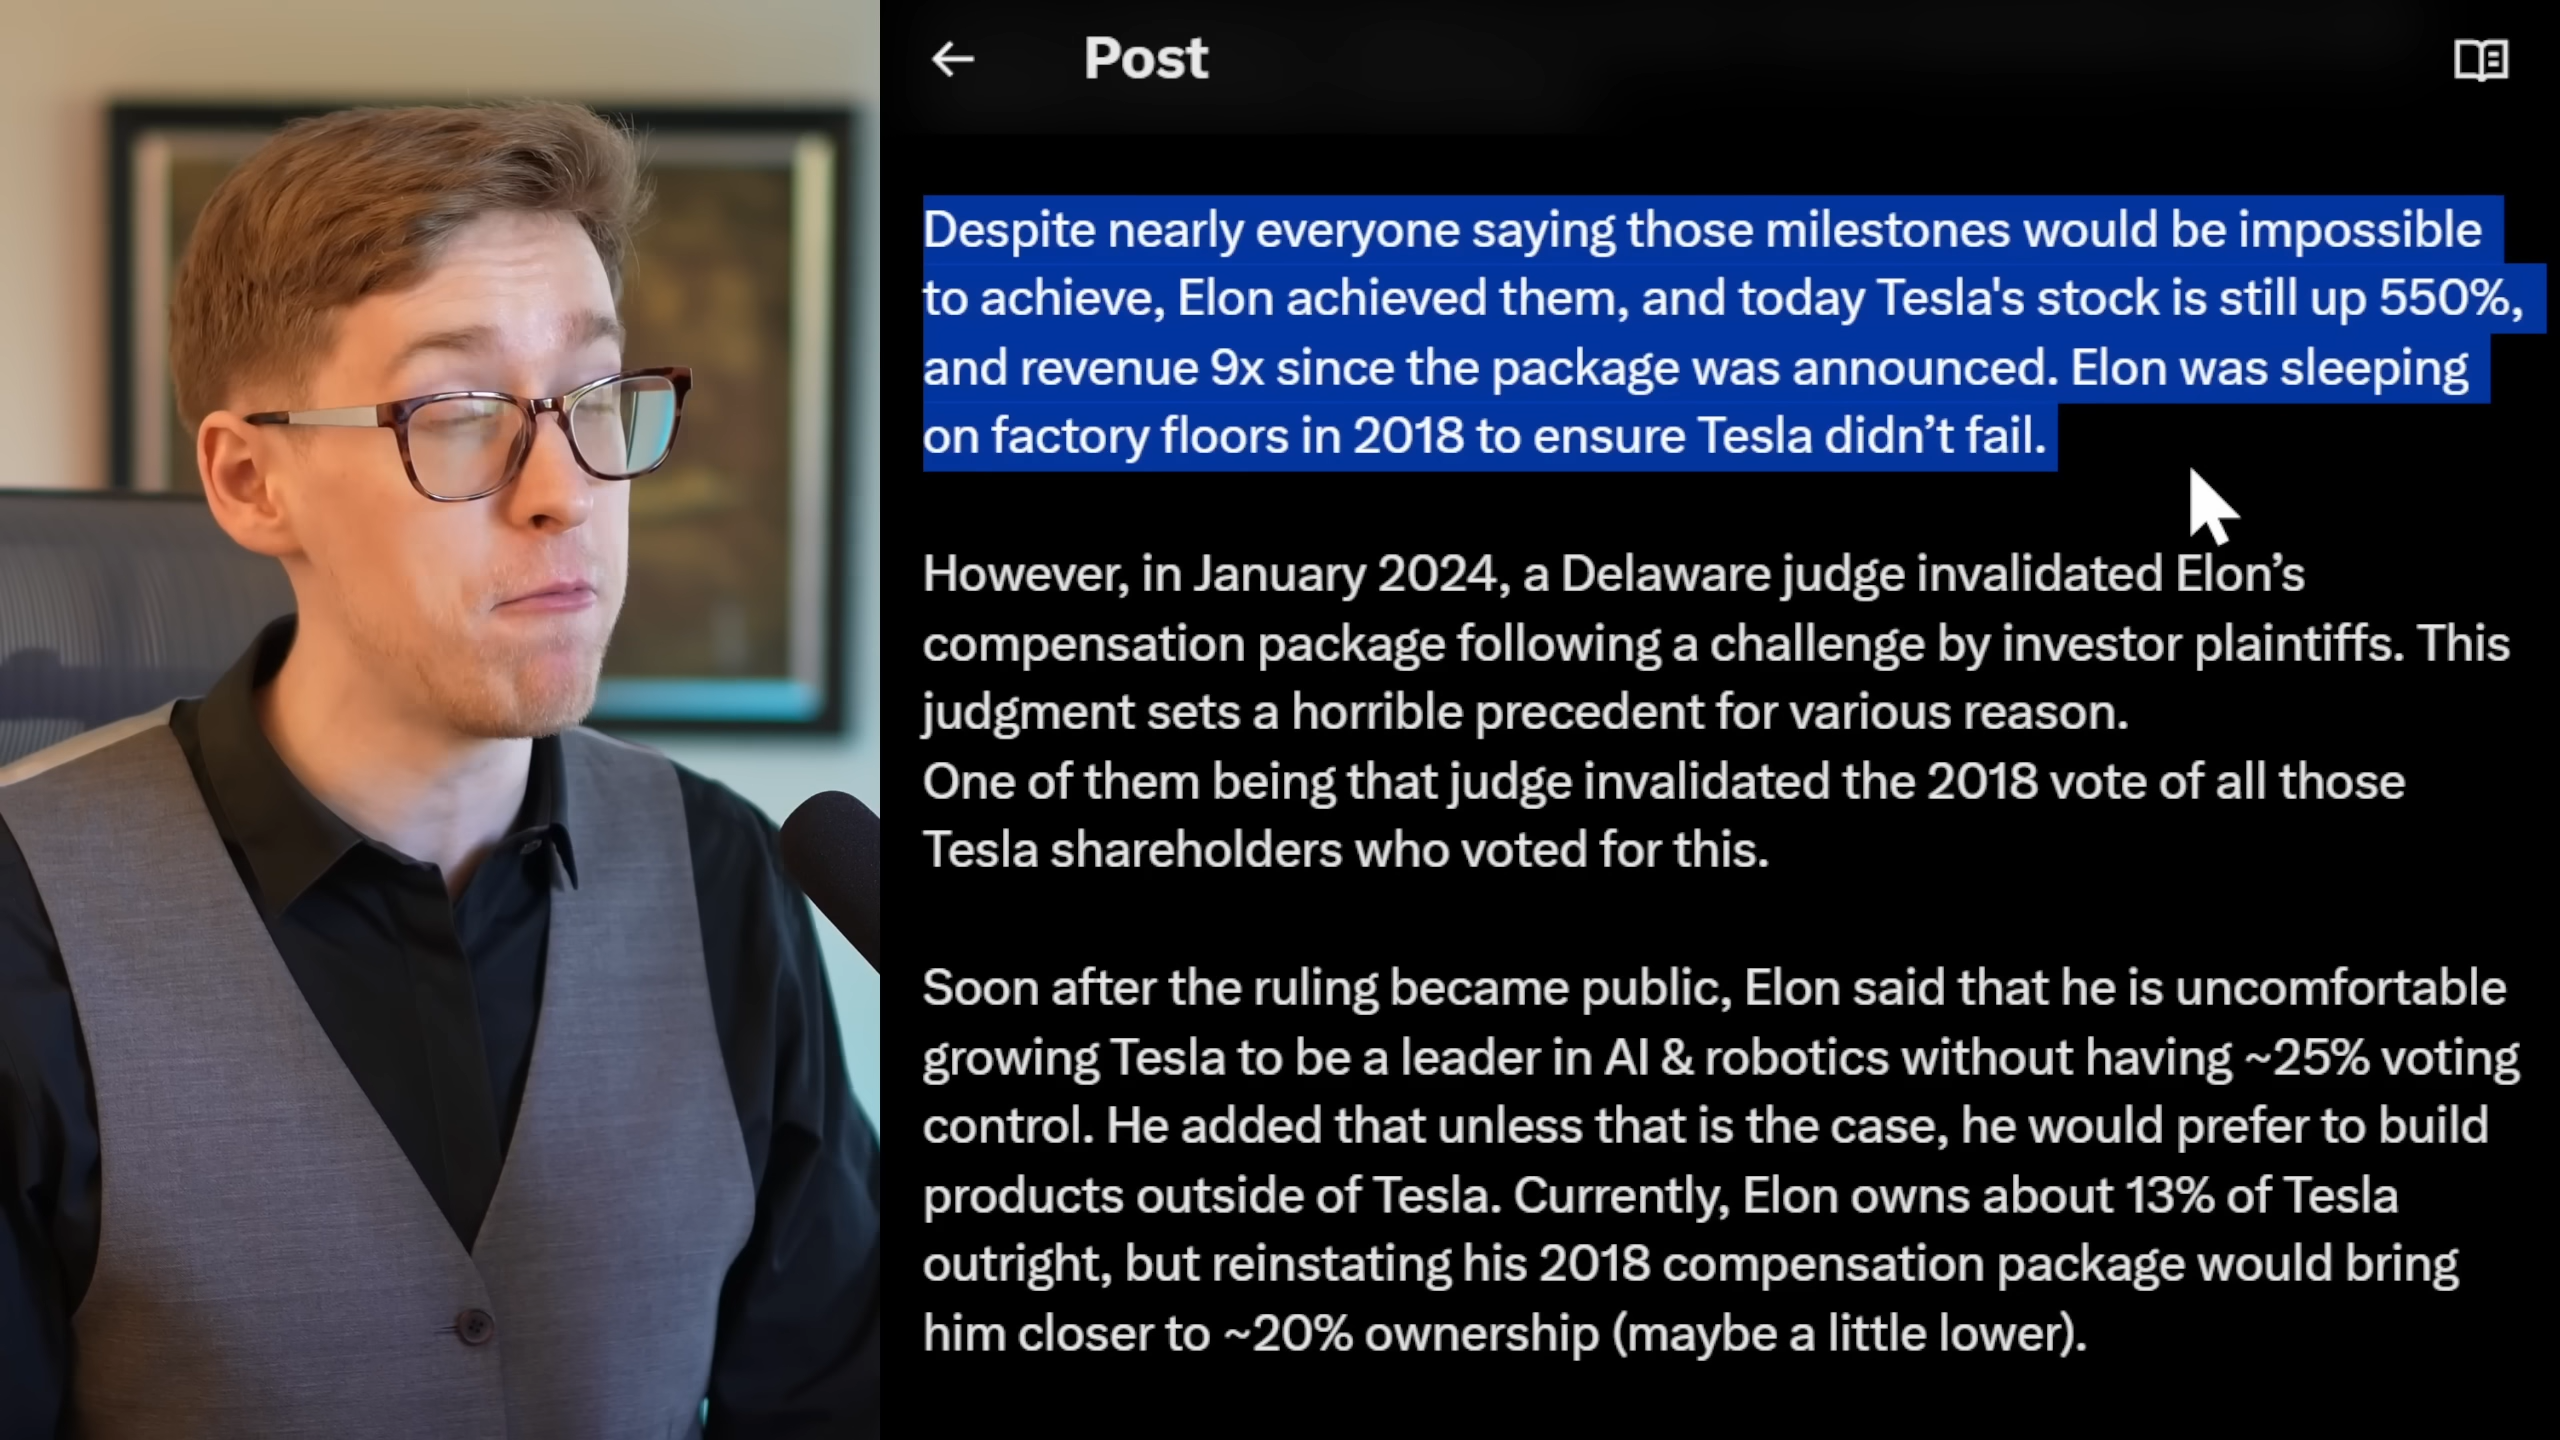 Post
Despite nearly everyone saying those milestones would be impossible
to achieve, Elon achieved them, and today Tesla's stock is still up 550%,
and revenue 9x since the package was announced. Elon was sleeping
on factory floors in 2018 to ensure Tesla didn’t fail.
However, in January 2024, a Delaware judge invalidated Elon’s
compensation package following a challenge by investor plaintiffs. This
judgment sets a horrible precedent for various reason.
One of them being that judge invalidated the 2018 vote of all those
Tesla shareholders who voted for this.
Soon after the ruling became public, Elon said that he is uncomfortable
growing Tesla to be a leader in AI & robotics without having ~25% voting
control. He added that unless that is the case, he would prefer to build
products outside of Tesla. Currently, Elon owns about 13% of Tesla
outright, but reinstating his 2018 compensation package would bring
him closer to ~20% ownership (maybe a little lower).